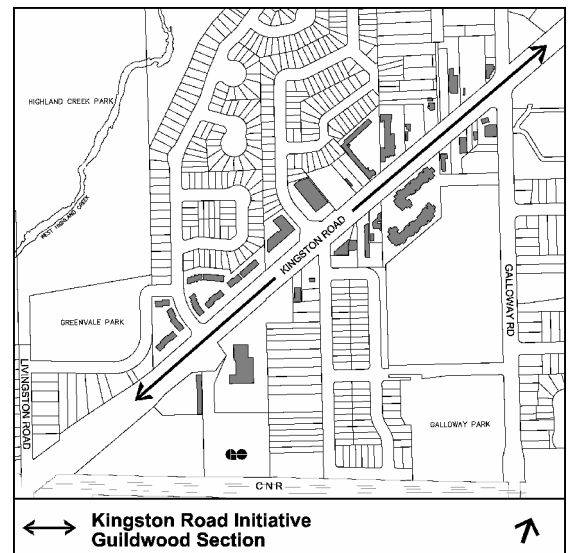 HIGHLAND CREEK PARK
WEST HIGHLAND CREEK
KINGSTON ROAD
GREENVALE PARK
GALLOWAY RD
LIVINGSTON ROAD
GALLOWAY PARK
GO
CNR
Kingston Road Initiative
Guildwood Section